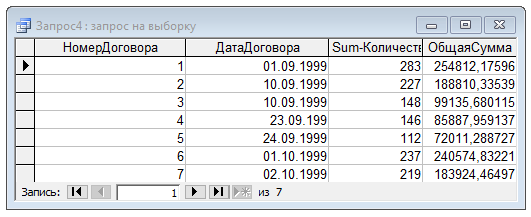 Запрос4 : запрос на выборку
НомерДоговора ДатаДоговора Sum-Количеств ОбщаяСумма
1 01.09.1999 283 254812,17596
2 10.09.1999 227 188810,33539
3 10.09.1999 148 99135,680115
4 23.09.199 146 85887,959137
5 24.09.1999 112 72011,288727
6 01.10.1999 237 240574,83221
7 02.10.1999 219 183924,46497
Запись: 1 из 7